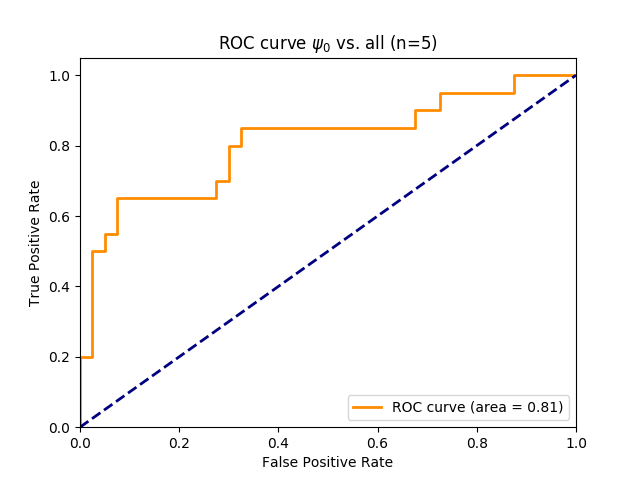 ROC curve ψ₀ vs. all (n=5)
True Positive Rate
1.0
0.8
0.6
0.4
0.2
0.0
0.0 0.2 0.4 0.6 0.8 1.0
False Positive Rate
ROC curve (area = 0.81)